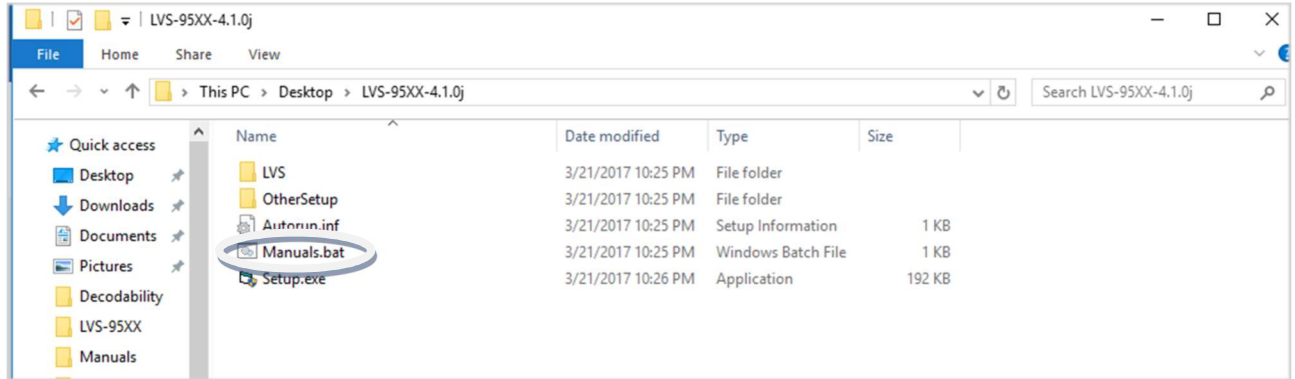 LVS-95XX-4.1.0j
File Home Share View
This PC > Desktop > LVS-95XX-4.1.0j Search LVS-95XX-4.1.0j
Name Date modified Type Size
Quick access
Desktop
Downloads
Documents
Pictures
Decodability
LVS-95XX
Manuals
LVS 3/21/2017 10:25 PM File folder
OtherSetup 3/21/2017 10:25 PM File folder
Autorun.inf 3/21/2017 10:25 PM Setup Information 1 KB
Manuals.bat 3/21/2017 10:25 PM Windows Batch File 1 KB
Setup.exe 3/21/2017 10:26 PM Application 192 KB